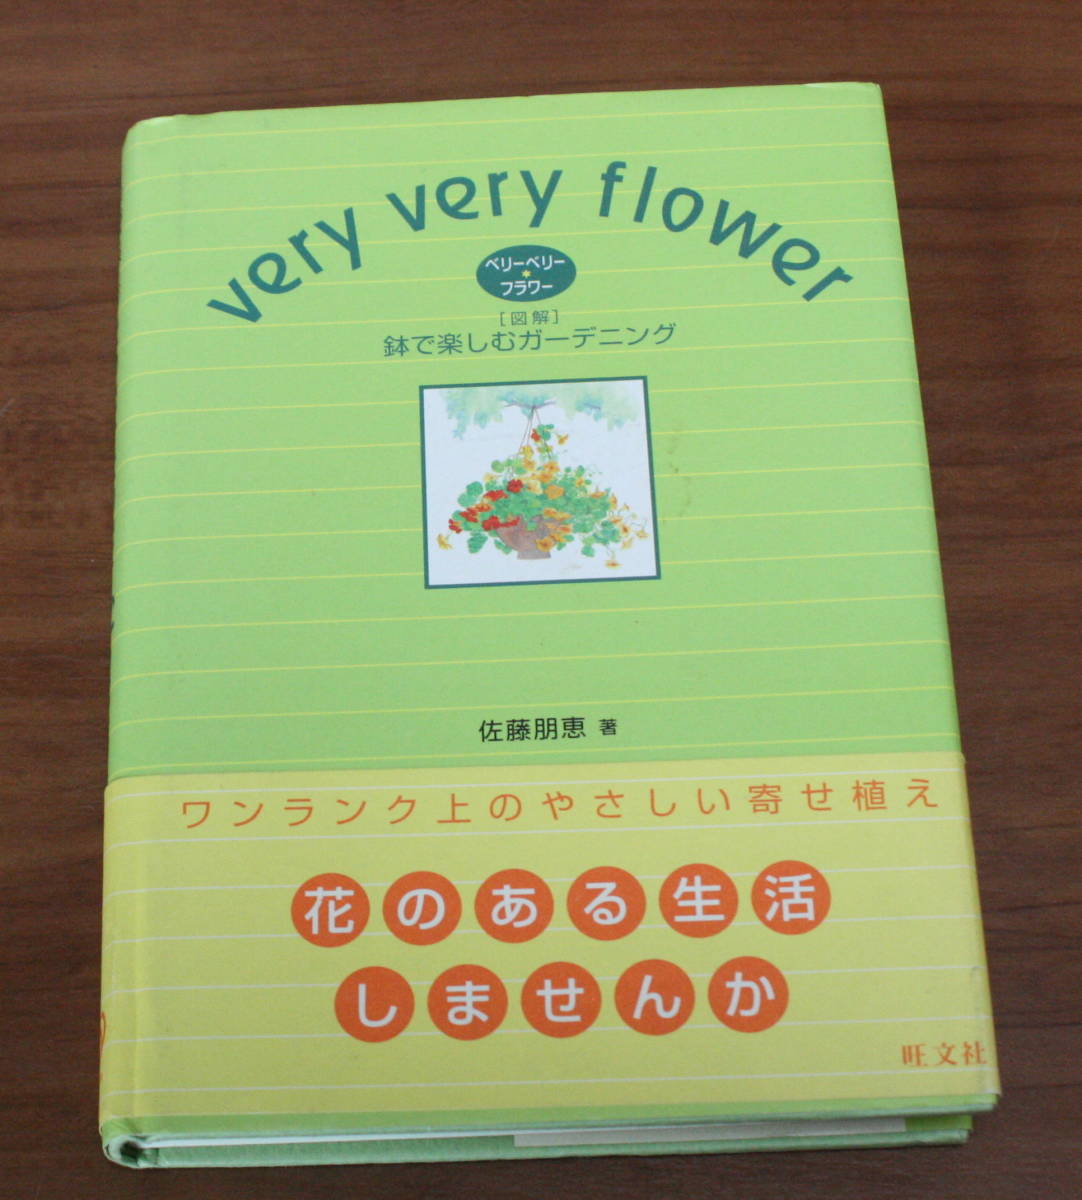 very very flower
ベリーベリー
フラワー
[図解]
鉢で楽しむガーデニング
佐藤朋恵 著
ワンランク上のやさしい寄せ植え
花のある生活
しませんか
旺文社